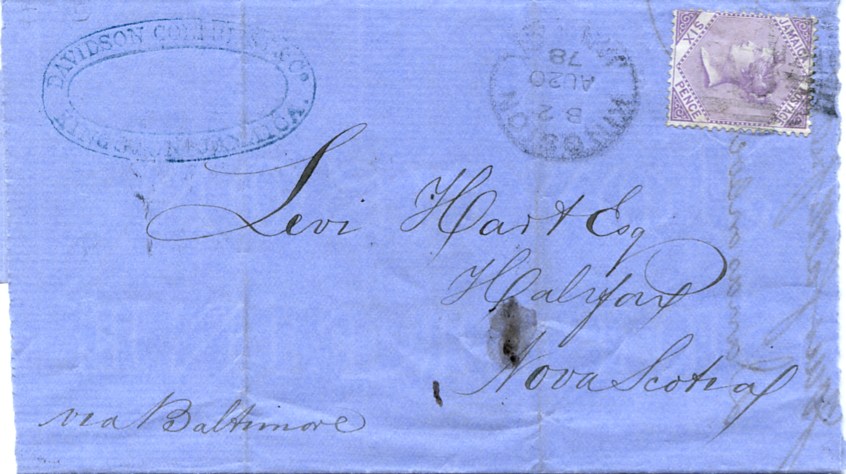 DAVIDSON COLTHIRST & Co.
KINGSTON JAMAICA.
KINGSTON
B 2
AU 20
78
JAMAICA
SIX
PENCE
Levi Hart Esq
Halifax
Nova Scotia
via Baltimore